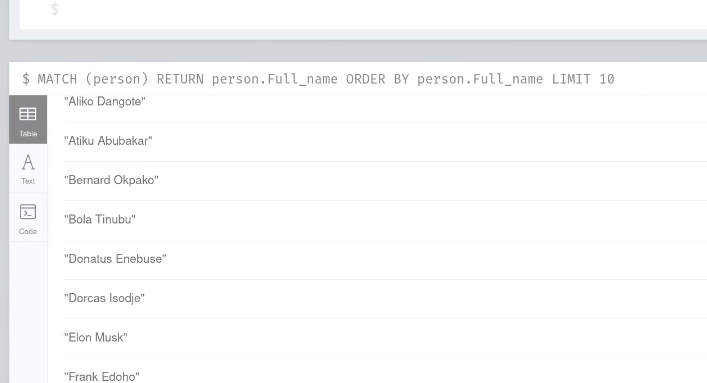 $
$ MATCH (person) RETURN person.Full_name ORDER BY person.Full_name LIMIT 10
"Aliko Dangote"
Table
"Atiku Abubakar"
Text
"Bernard Okpako"
"Bola Tinubu"
Code
"Donatus Enebuse"
"Dorcas Isodje"
"Elon Musk"
"Frank Edoho"